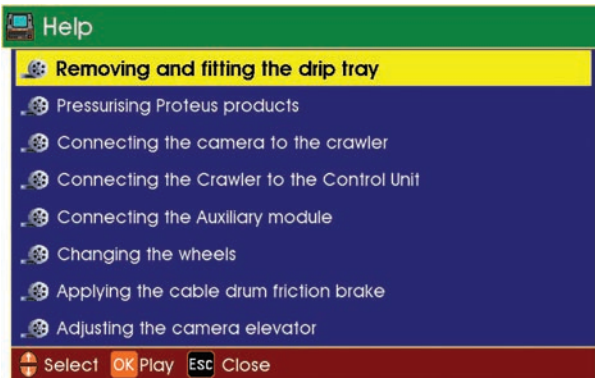 Help
Removing and fitting the drip tray
Pressurising Proteus products
Connecting the camera to the crawler
Connecting the Crawler to the Control Unit
Connecting the Auxiliary module
Changing the wheels
Applying the cable drum friction brake
Adjusting the camera elevator
Select OK Play Esc Close